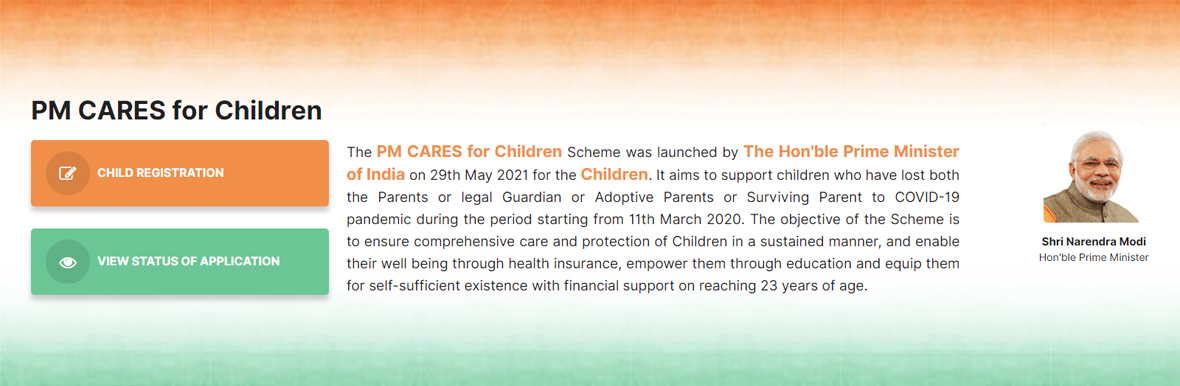 PM CARES for Children
CHILD REGISTRATION
VIEW STATUS OF APPLICATION
The PM CARES for Children Scheme was launched by The Hon'ble Prime Minister
of India on 29th May 2021 for the Children. It aims to support children who have lost both
the Parents or legal Guardian or Adoptive Parents or Surviving Parent to COVID-19
pandemic during the period starting from 11th March 2020. The objective of the Scheme is
to ensure comprehensive care and protection of Children in a sustained manner, and enable
their well being through health insurance, empower them through education and equip them
for self-sufficient existence with financial support on reaching 23 years of age.
Shri Narendra Modi
Hon'ble Prime Minister